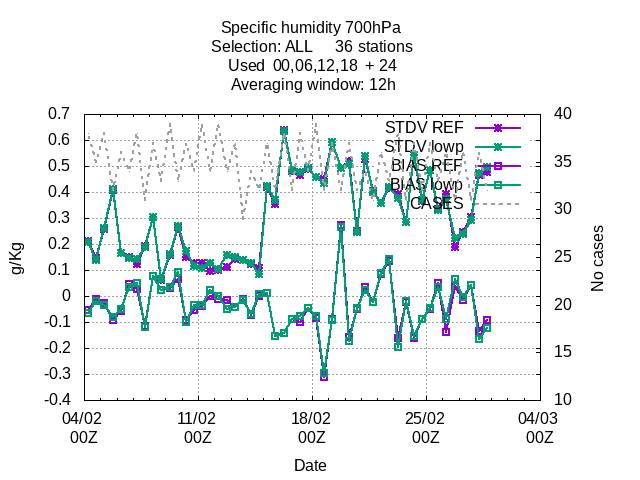 Specific humidity 700hPa
Selection: ALL 36 stations
Used 00,06,12,18 + 24
Averaging window: 12h
0.7
0.6
0.5
0.4
0.3
0.2
0.1
0
-0.1
-0.2
-0.3
-0.4
g/Kg
40
35
30
25
20
15
10
No cases
STDV REF
STDV lowp
BIAS REF
BIAS lowp
CASES
04/02 11/02 18/02 25/02 04/03
00Z 00Z 00Z 00Z 00Z
Date